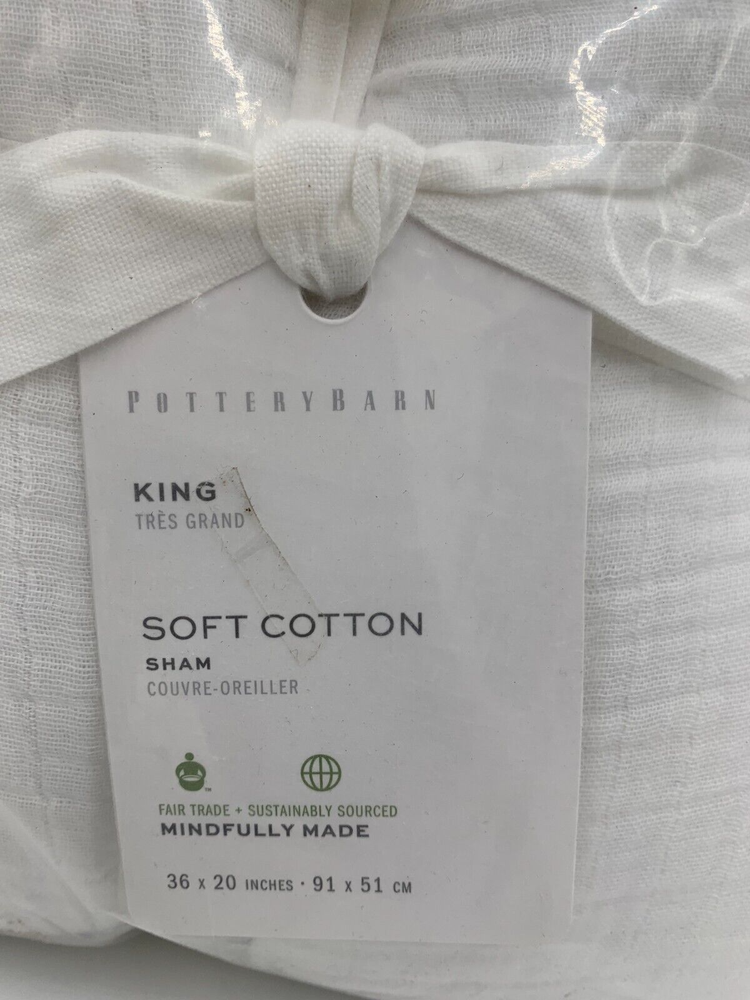 POTTERYBARN
KING
TRÈS GRAND
SOFT COTTON
SHAM
COUVRE-OREILLER
TM
FAIR TRADE + SUSTAINABLY SOURCED
MINDFULLY MADE
36 x 20 INCHES · 91 x 51 CM